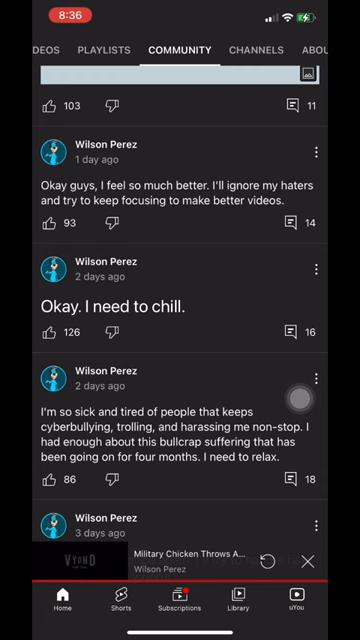 8:36
DEOS PLAYLISTS COMMUNITY CHANNELS ABOU
103 11
Wilson Perez
1 day ago
Okay guys, I feel so much better. I'll ignore my haters
and try to keep focusing to make better videos.
93 14
Wilson Perez
2 days ago
Okay. I need to chill.
126 16
Wilson Perez
2 days ago
I'm so sick and tired of people that keeps
cyberbullying, trolling, and harassing me non-stop. I
had enough about this bullcrap suffering that has
been going on for four months. I need to relax.
86 18
Wilson Perez
3 days ago
VYOND
Military Chicken Throws A...
Wilson Perez
Home Shorts Subscriptions Library uYou